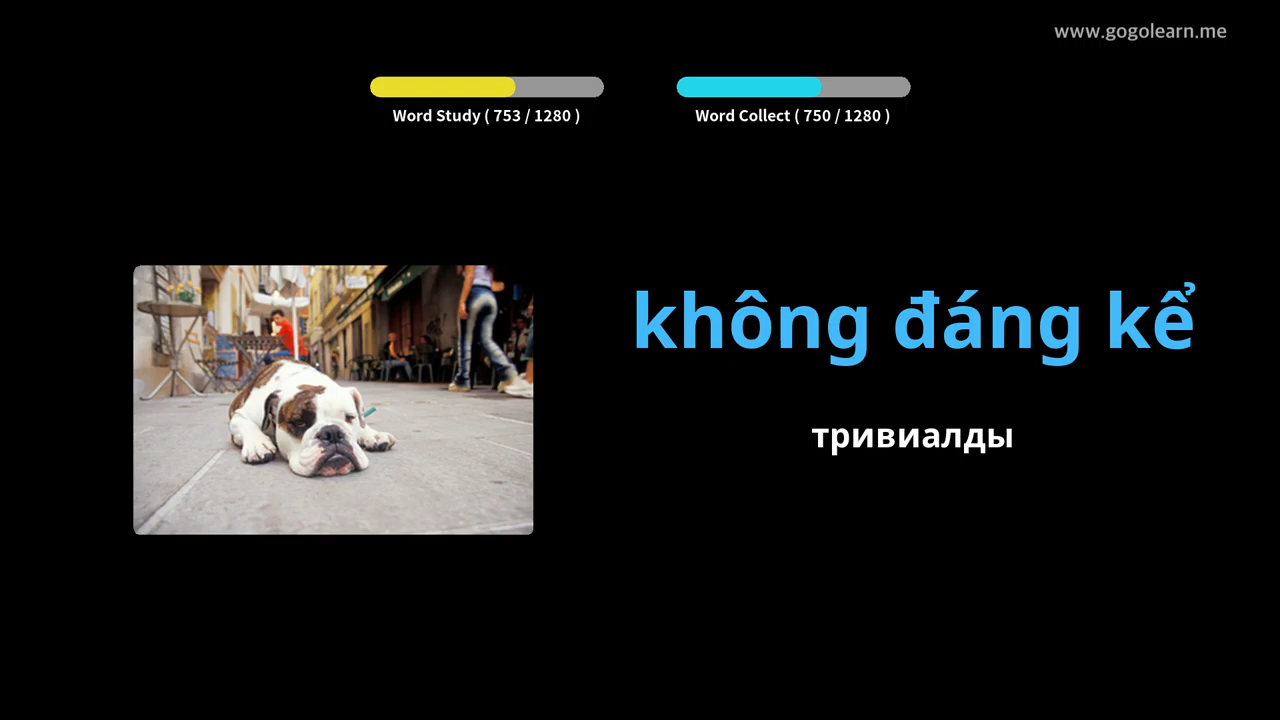 www.gogolearn.me
Word Study ( 753 / 1280 )
Word Collect ( 750 / 1280 )
không đáng kể
тривиалды